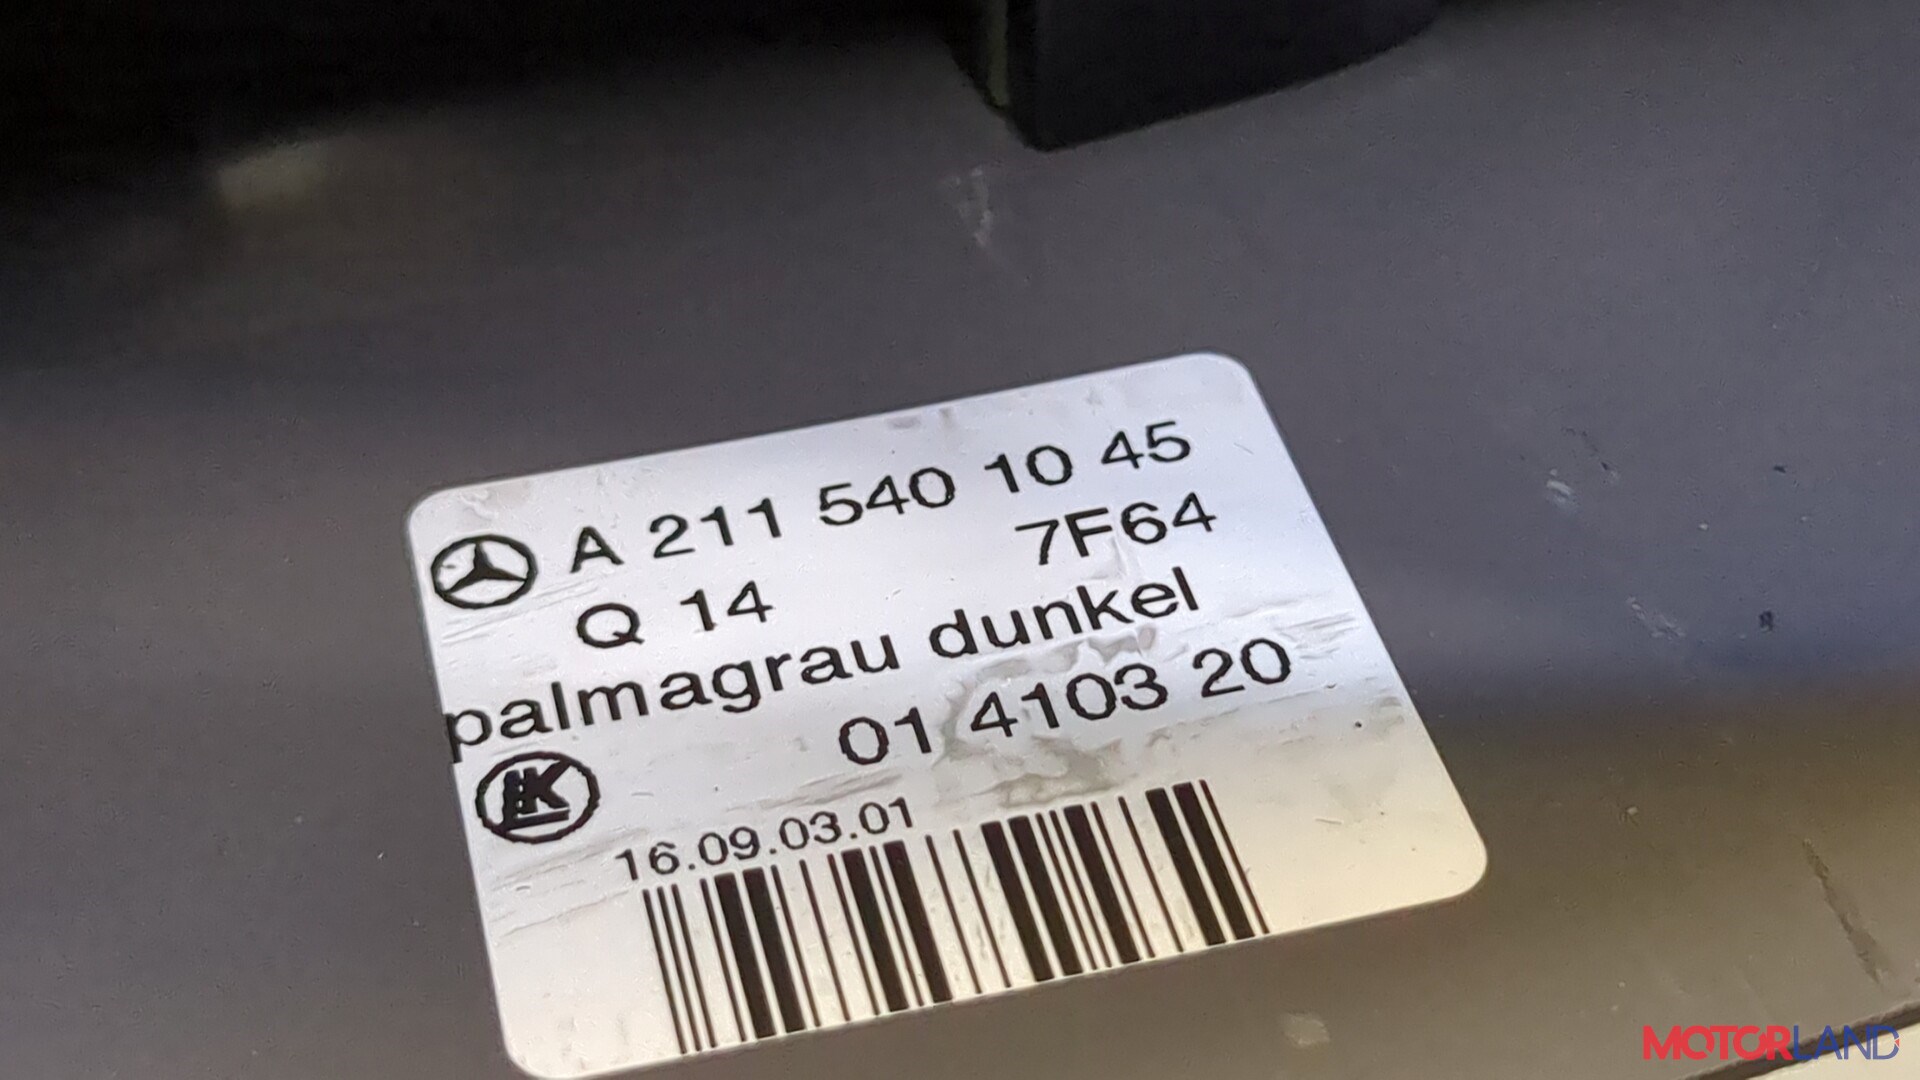 A 211 540 10 45
Q 14 7F64
palmagrau dunkel
01 4103 20
16.09.03.01
MOTORLAND